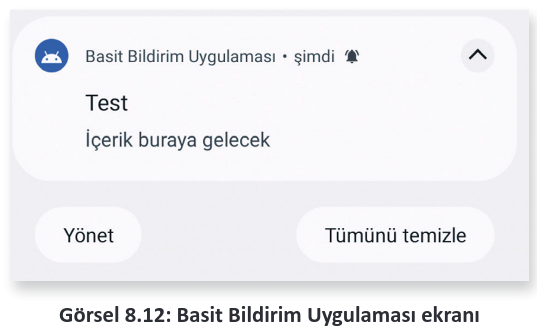 Basit Bildirim Uygulaması • şimdi
Test
İçerik buraya gelecek
Yönet
Tümünü temizle
Görsel 8.12: Basit Bildirim Uygulaması ekranı